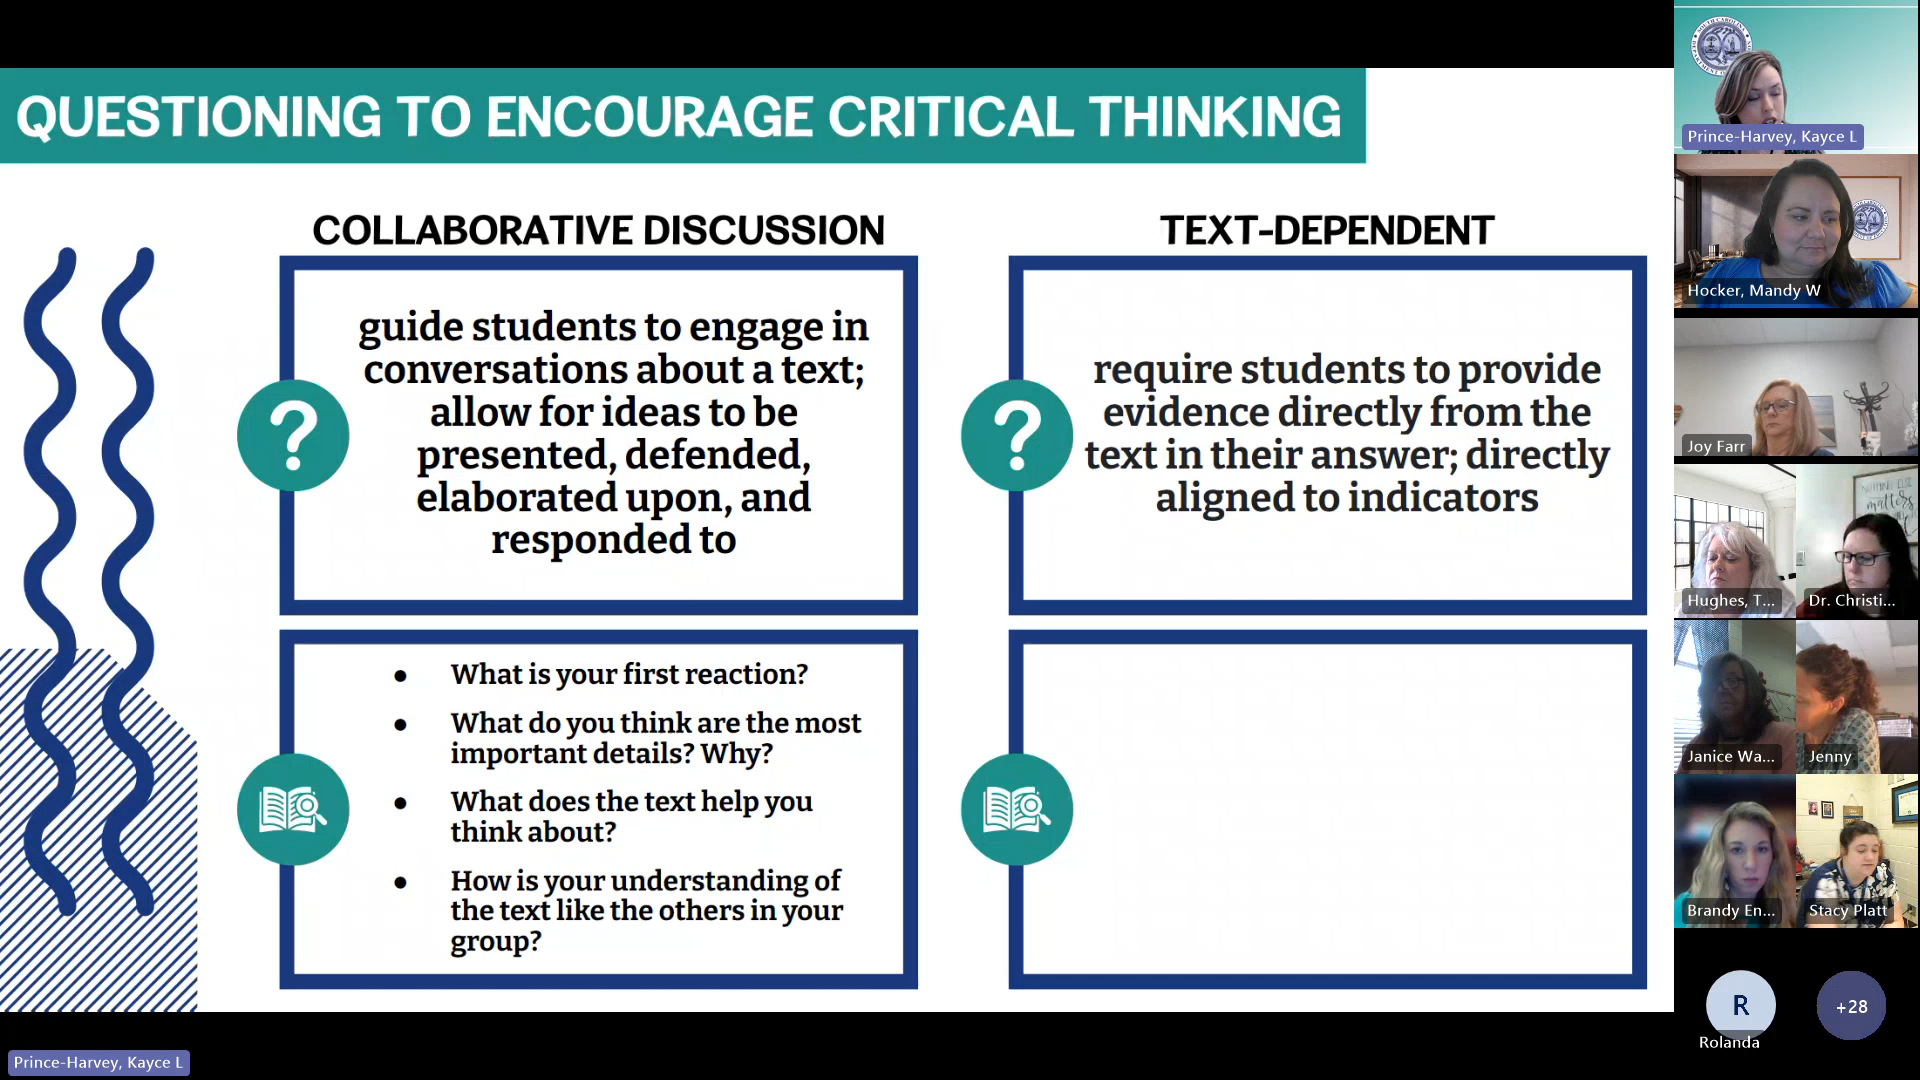 QUESTIONING TO ENCOURAGE CRITICAL THINKING
COLLABORATIVE DISCUSSION
guide students to engage in
conversations about a text;
allow for ideas to be
presented, defended,
elaborated upon, and
responded to
• What is your first reaction?
• What do you think are the most
important details? Why?
• What does the text help you
think about?
• How is your understanding of
the text like the others in your
group?
TEXT-DEPENDENT
require students to provide
evidence directly from the
text in their answer; directly
aligned to indicators
Prince-Harvey, Kayce L
Hocker, Mandy W
Joy Farr
Hughes, T...
matters
Dr. Christi...
Janice Wa...
Jenny
Brandy En...
Stacy Platt
R
Rolanda
+28
Prince-Harvey, Kayce L